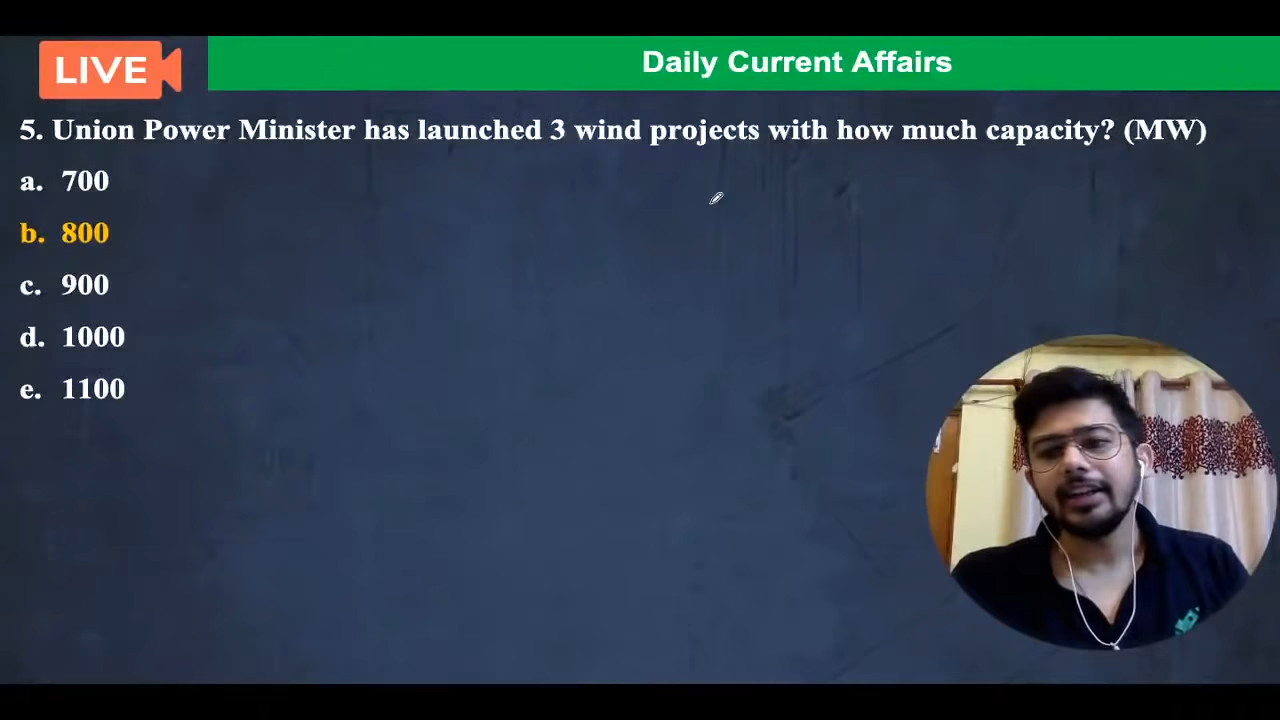 LIVE
Daily Current Affairs
5. Union Power Minister has launched 3 wind projects with how much capacity? (MW)
a. 700
b. 800
c. 900
d. 1000
e. 1100